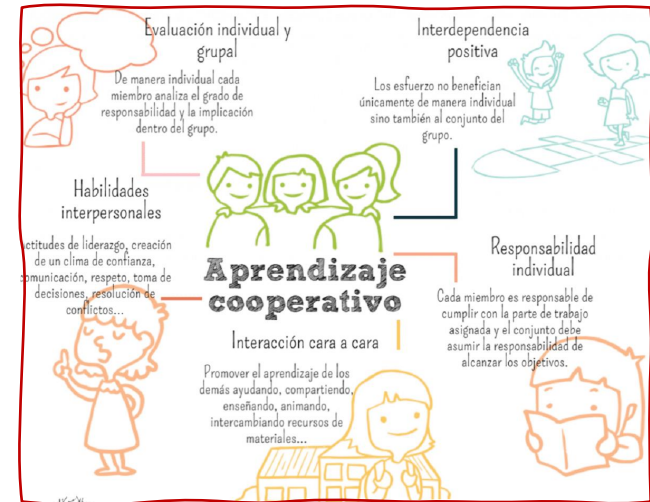 Evaluación individual y
grupal
De manera individual cada
miembro analiza el grado de
responsabilidad y la implicación
dentro del grupo.
Interdependencia
positiva
Los esfuerzo no benefician
únicamente de manera individual
sino también al conjunto del
grupo.
Habilidades
interpersonales
ctitudes de liderazgo, creación
de un clima de confianza,
omunicación, respeto, toma de
decisiones, resolución de
conflictos...
Aprendizaje
cooperativo
Responsabilidad
individual
Cada miembro es responsable de
cumplir con la parte de trabajo
asignada y el conjunto debe
asumir la responsabilidad de
alcanzar los objetivos.
Interacción cara a cara
Promover el aprendizaje de los
demás ayudando, compartiendo,
enseñando, animando,
intercambiando recursos de
materiales...